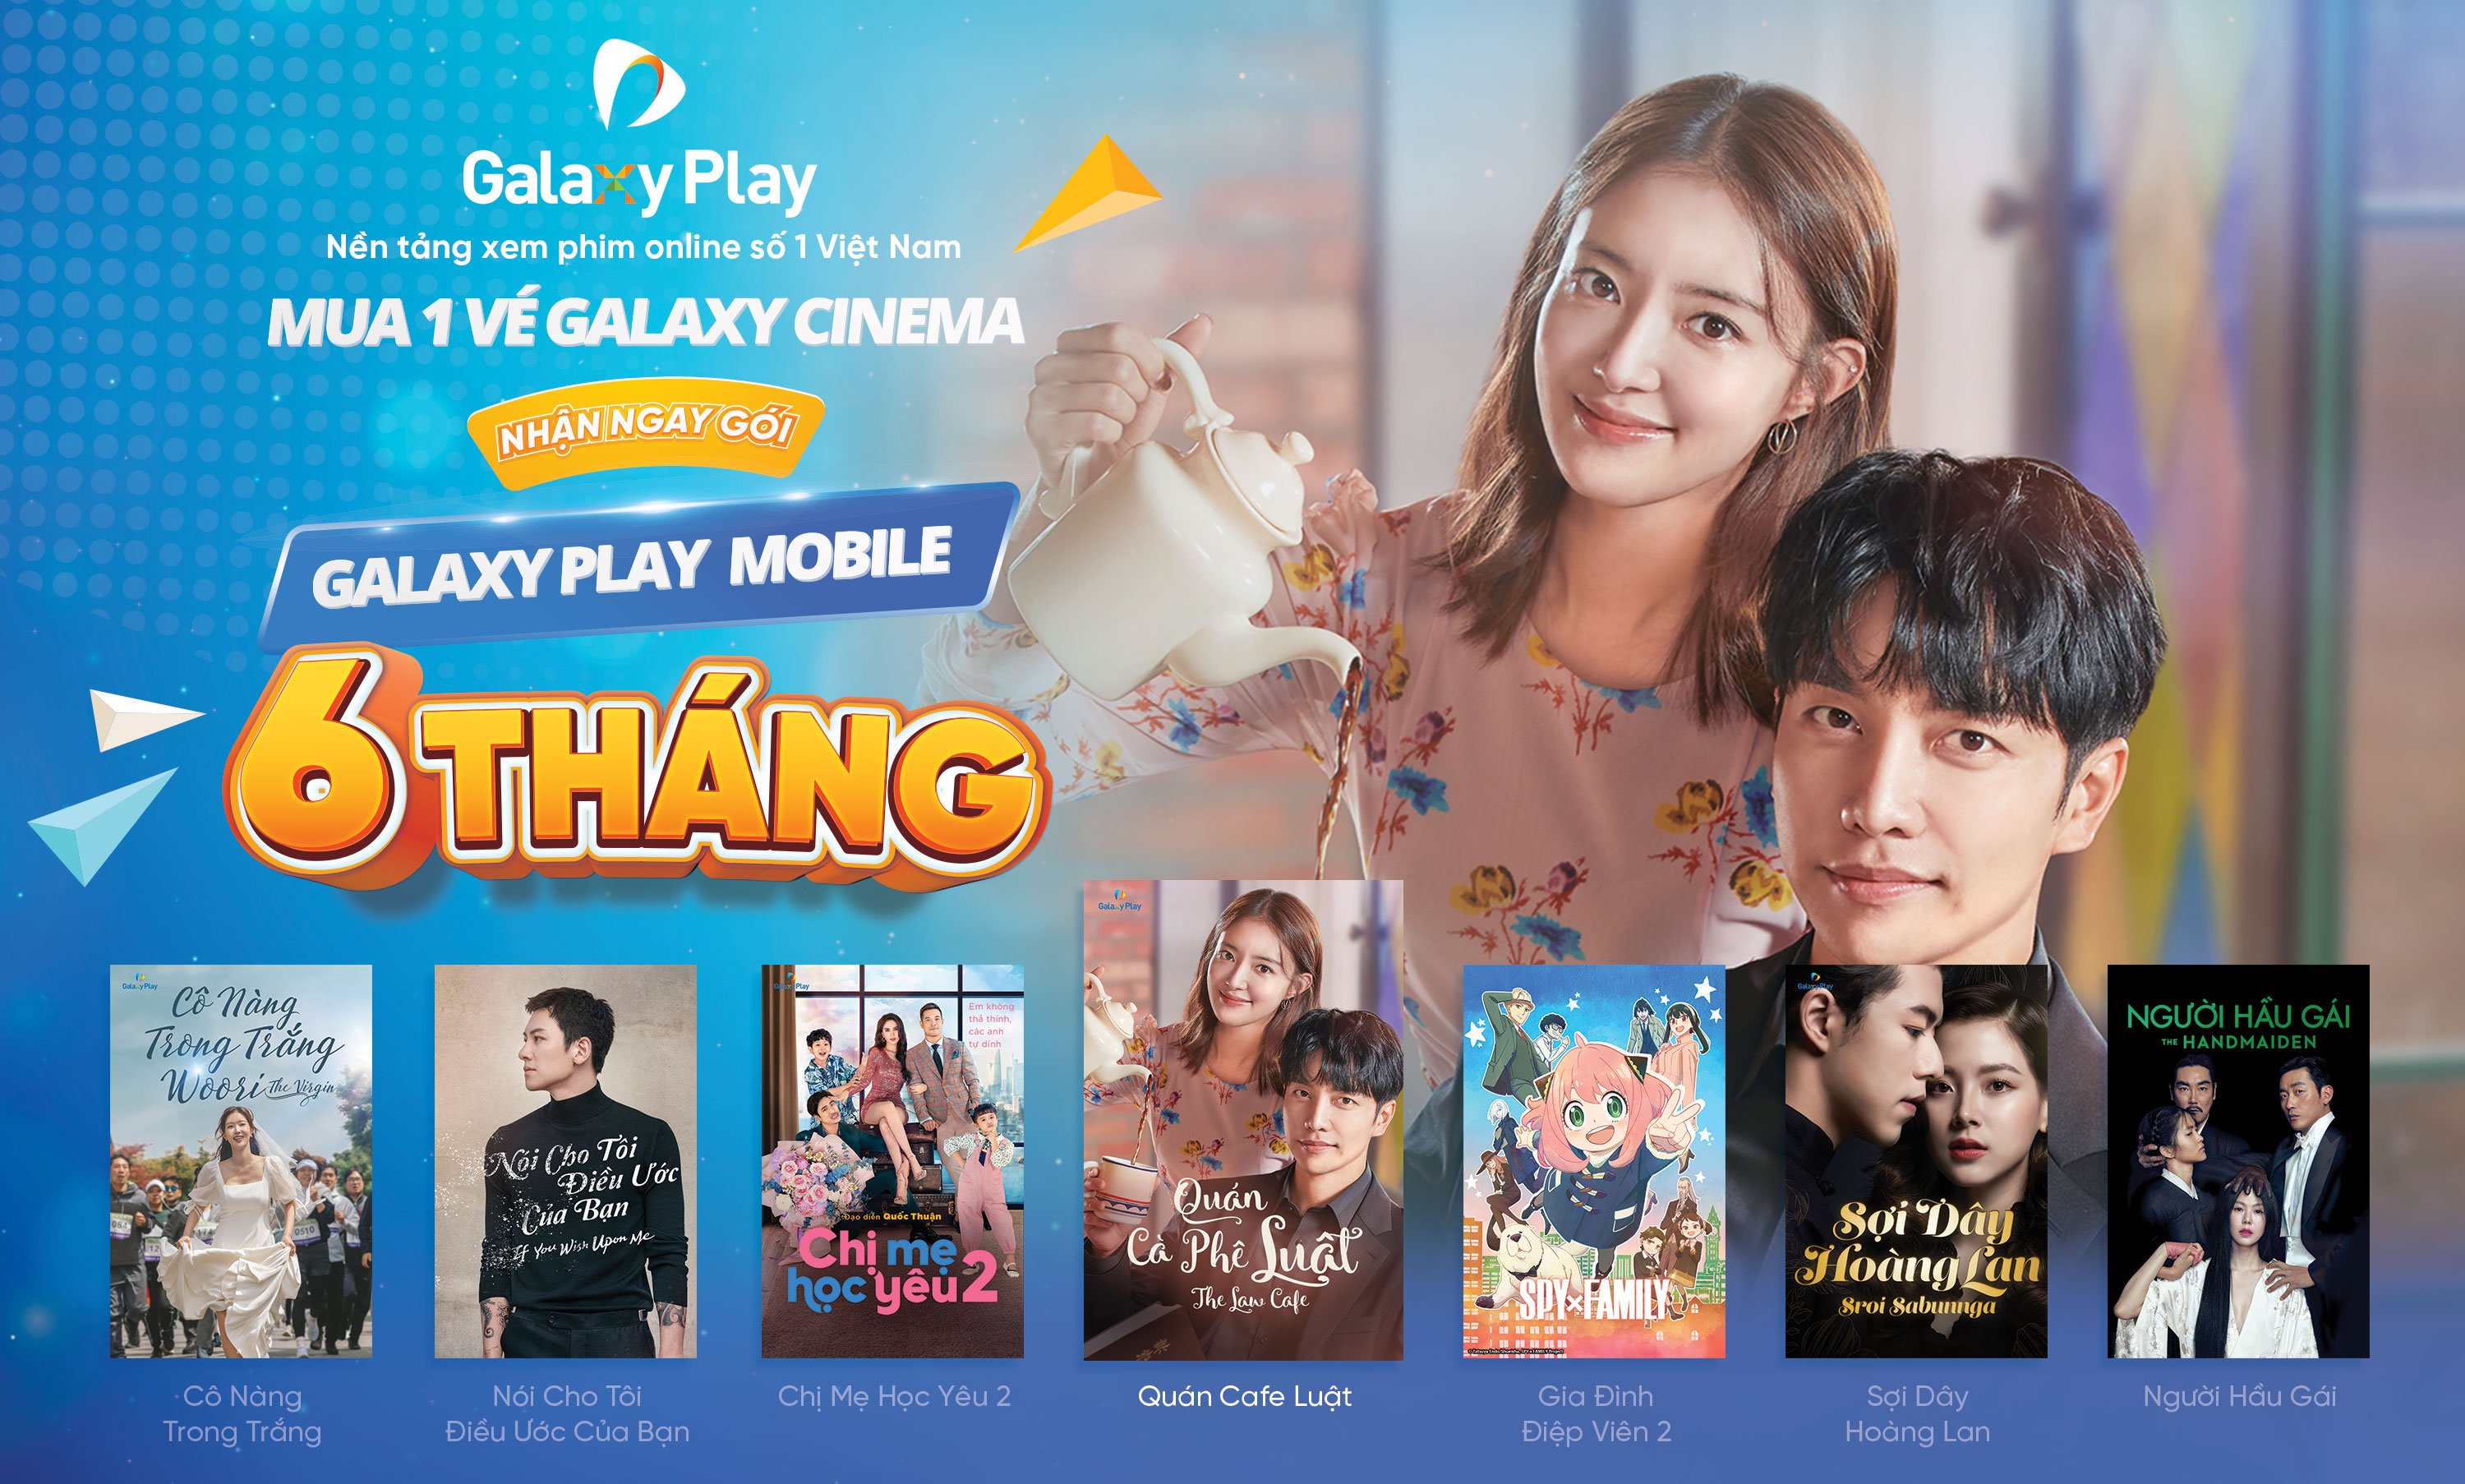 Galaxy Play
Nền tảng xem phim online số 1 Việt Nam
MUA 1 VÉ GALAXY CINEMA
NHẬN NGAY GÓI
GALAXY PLAY MOBILE
6 THÁNG
Galaxy Play
Cô Nàng
Trong Trắng
Woori The Virgin
0510
Cô Nàng
Trong Trắng
Nói Cho Tôi
Điều Ước
Của Bạn
If You Wish Upon Me
Nói Cho Tôi
Điều Ước Của Bạn
Galaxy Play
Em không
thả thính,
các anh
tự dính
Đạo diễn Quốc Thuận
Chị mẹ
học yêu 2
Chị Mẹ Học Yêu 2
Galaxy Play
Quán
Cà Phê Luật
The Law Cafe
Quán Cafe Luật
SPY×FAMILY
Gia Đình
Điệp Viên 2
Galaxy Play
Sợi Dây
Hoàng Lan
Sroi Sabunnga
Sợi Dây
Hoàng Lan
NGƯỜI HẦU GÁI
THE HANDMAIDEN
Người Hầu Gái